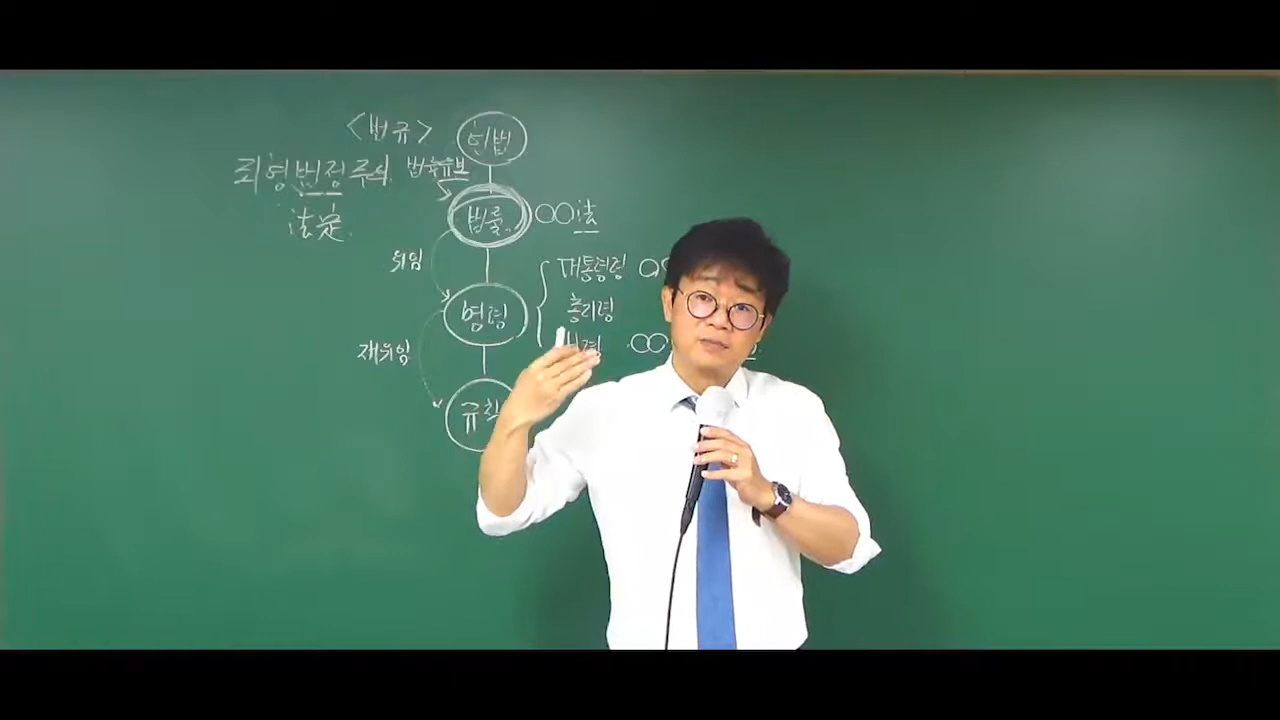 <법규> 헌법
죄형법정주의 법률유보
법률 ○○法
法定
위임
대통령령
명령
총리령
재위임
규칙